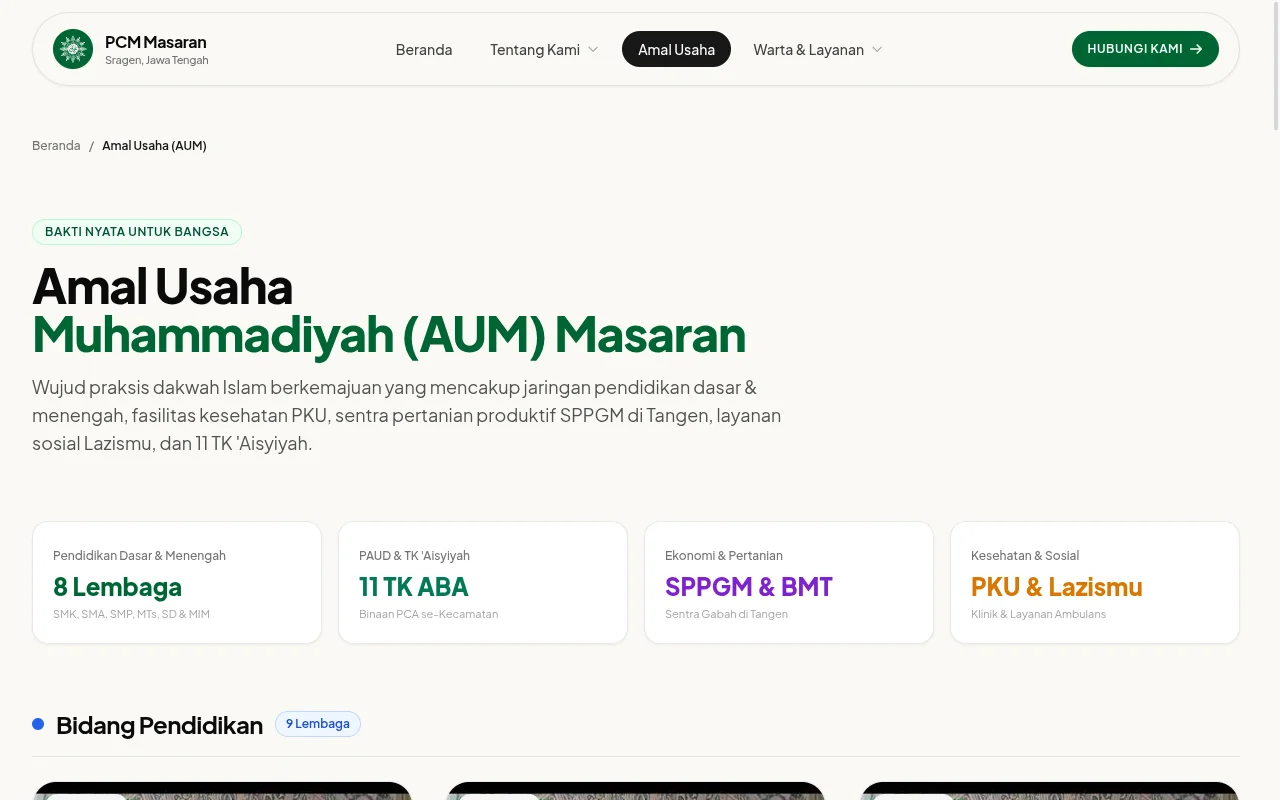 PCM Masaran
Sragen, Jawa Tengah
Beranda
Tentang Kami
Amal Usaha
Warta & Layanan
HUBUNGI KAMI →
Beranda / Amal Usaha (AUM)
BAKTI NYATA UNTUK BANGSA
Amal Usaha
Muhammadiyah (AUM) Masaran
Wujud praksis dakwah Islam berkemajuan yang mencakup jaringan pendidikan dasar &
menengah, fasilitas kesehatan PKU, sentra pertanian produktif SPPGM di Tangen, layanan
sosial Lazismu, dan 11 TK 'Aisyiyah.
Pendidikan Dasar & Menengah
8 Lembaga
SMK, SMA, SMP, MTs, SD & MIM
PAUD & TK 'Aisyiyah
11 TK ABA
Binaan PCA se-Kecamatan
Ekonomi & Pertanian
SPPGM & BMT
Sentra Gabah di Tangen
Kesehatan & Sosial
PKU & Lazismu
Klinik & Layanan Ambulans
Bidang Pendidikan
9 Lembaga